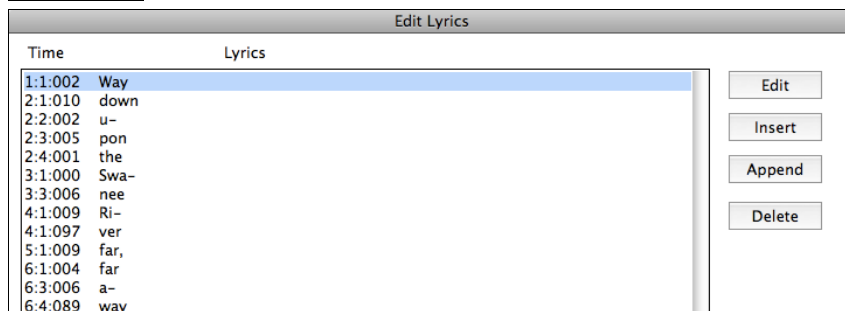 Edit Lyrics
Time Lyrics
1:1:002 Way
2:1:010 down
2:2:002 u-
2:3:005 pon
2:4:001 the
3:1:000 Swa-
3:3:006 nee
4:1:009 Ri-
4:1:097 ver
5:1:009 far,
6:1:004 far
6:3:006 a-
6:4:089 way
Edit
Insert
Append
Delete